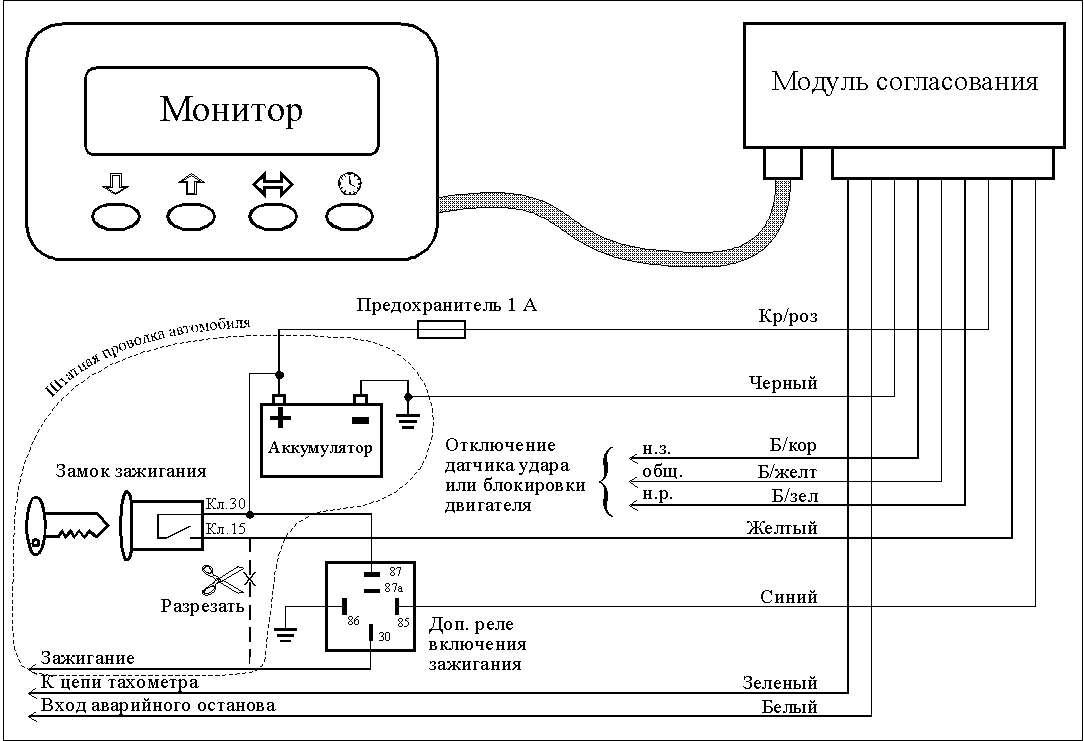 Монитор
Модуль согласования
Предохранитель 1 А
Кр/роз
Штатная проводка автомобиля
Черный
Аккумулятор
Отключение
датчика удара
или блокировки
двигателя
н.з.
общ.
н.р.
Б/кор
Б/желт
Б/зел
Замок зажигания
Кл.30
Кл.15
Желтый
Разрезать
87
87а
86
85
30
Синий
Доп. реле
включения
зажигания
Зажигание
К цепи тахометра
Зеленый
Вход аварийного останова
Белый